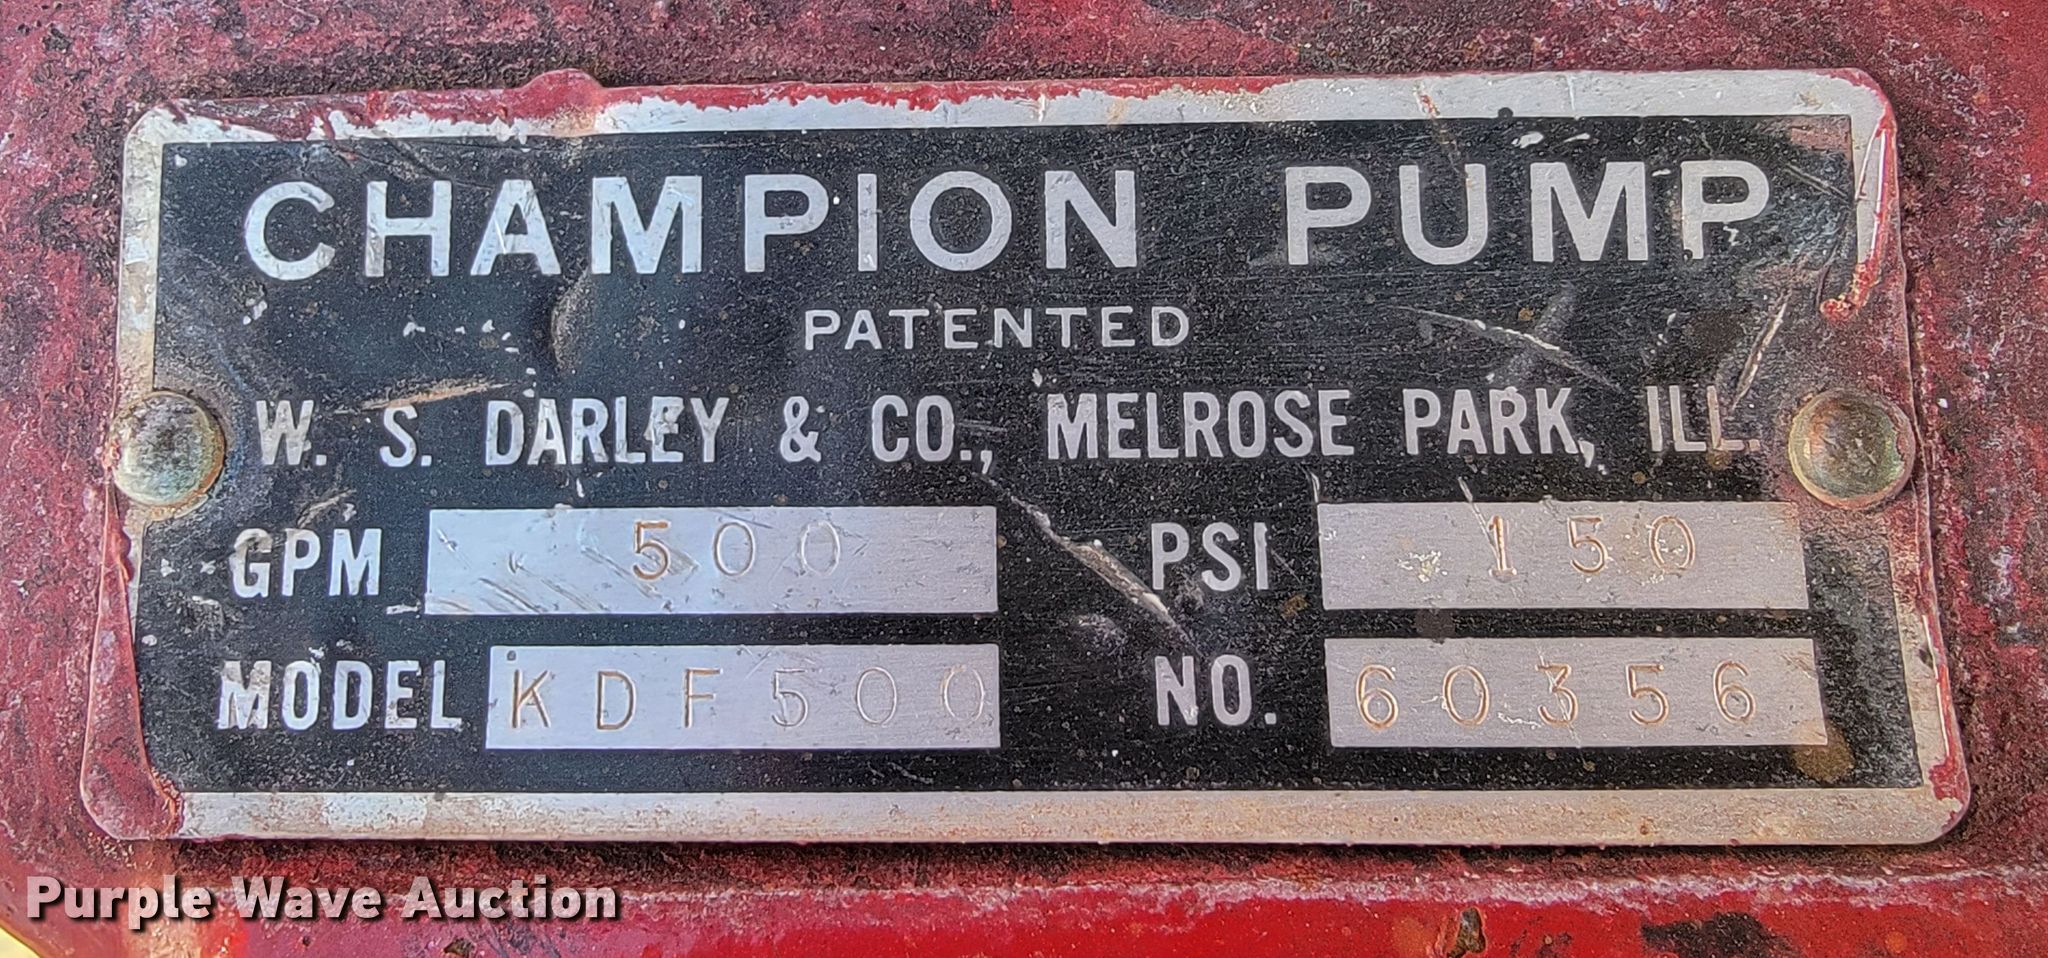 CHAMPION PUMP
PATENTED
W. S. DARLEY & CO., MELROSE PARK, ILL.
GPM 500 PSI 150
MODEL KDF500 NO. 60356
Purple Wave Auction